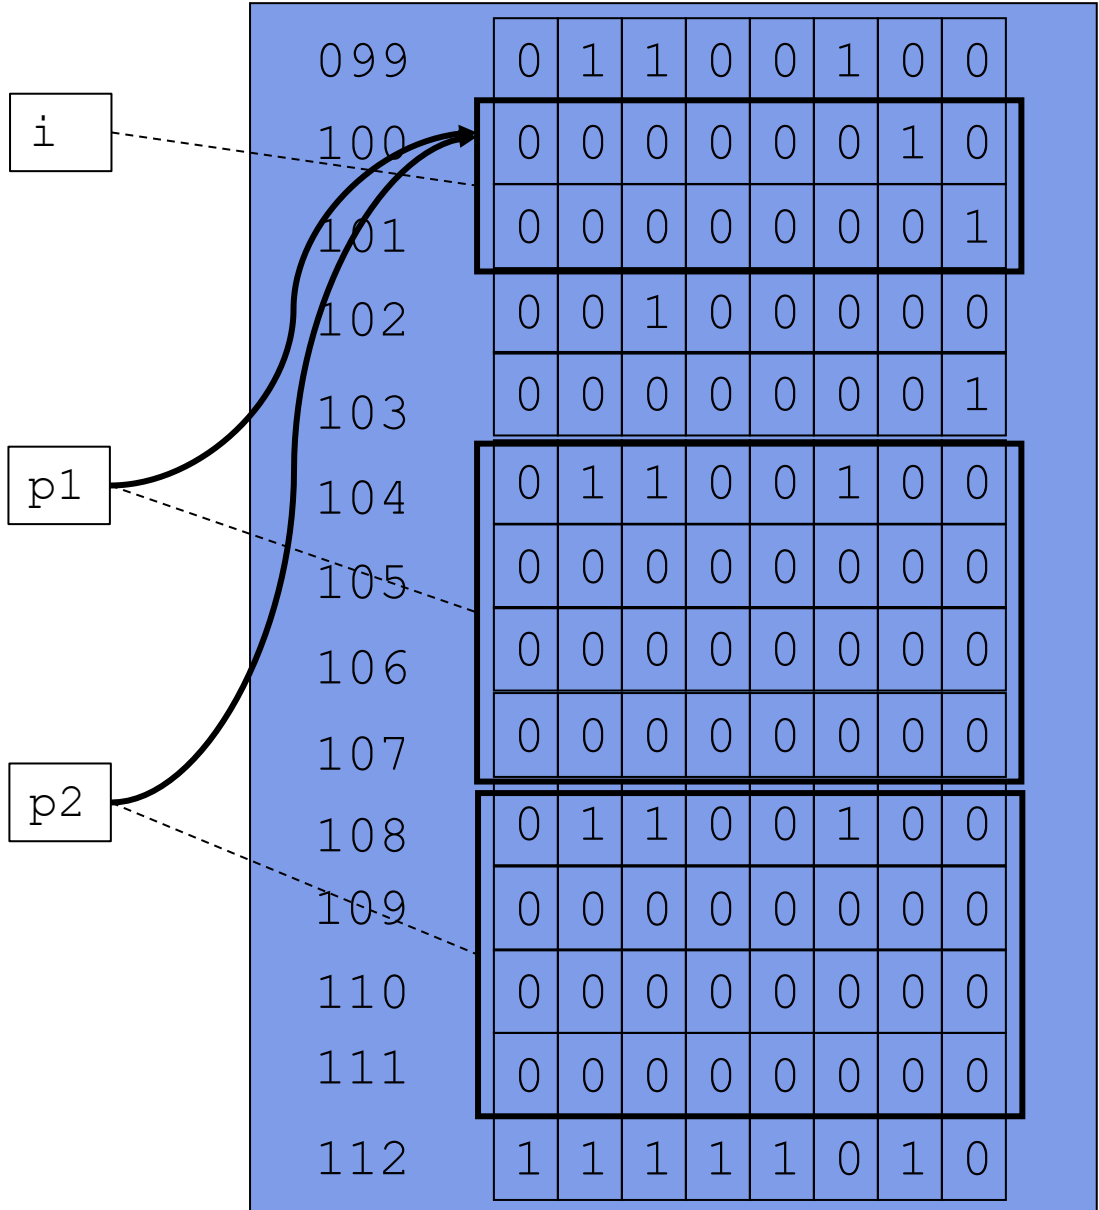 099 0 1 1 0 0 1 0 0
i 100 0 0 0 0 0 0 1 0
101 0 0 0 0 0 0 0 1
102 0 0 1 0 0 0 0 0
103 0 0 0 0 0 0 0 1
p1 104 0 1 1 0 0 1 0 0
105 0 0 0 0 0 0 0 0
106 0 0 0 0 0 0 0 0
107 0 0 0 0 0 0 0 0
p2 108 0 1 1 0 0 1 0 0
109 0 0 0 0 0 0 0 0
110 0 0 0 0 0 0 0 0
111 0 0 0 0 0 0 0 0
112 1 1 1 1 1 0 1 0